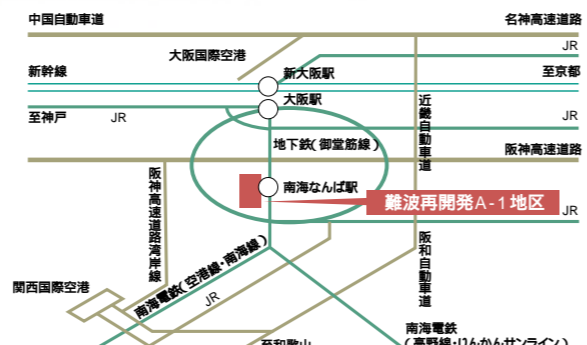 中国自動車道
名神高速道路
大阪国際空港
JR
新幹線
新大阪駅
至京都
大阪駅
至神戸
JR
JR
近畿自動車道
地下鉄(御堂筋線)
阪神高速道路
阪神高速道路湾岸線
南海なんば駅
難波再開発A-1地区
JR
南海電鉄(空港線・南海線)
阪和自動車道
関西国際空港
JR
至和歌山
南海電鉄
(高野線・りんかんサンライン)